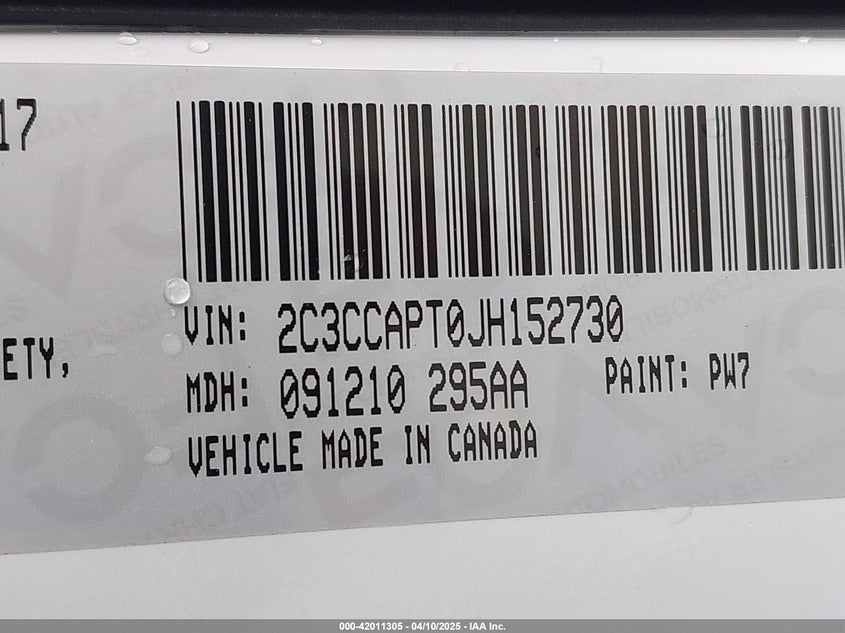 17
VIN: 2C3CCAPT0JH152730
ETY,
MDH: 091210 295AA PAINT: PW7
VEHICLE MADE IN CANADA
000-42011305 - 04/10/2025 - IAA Inc.